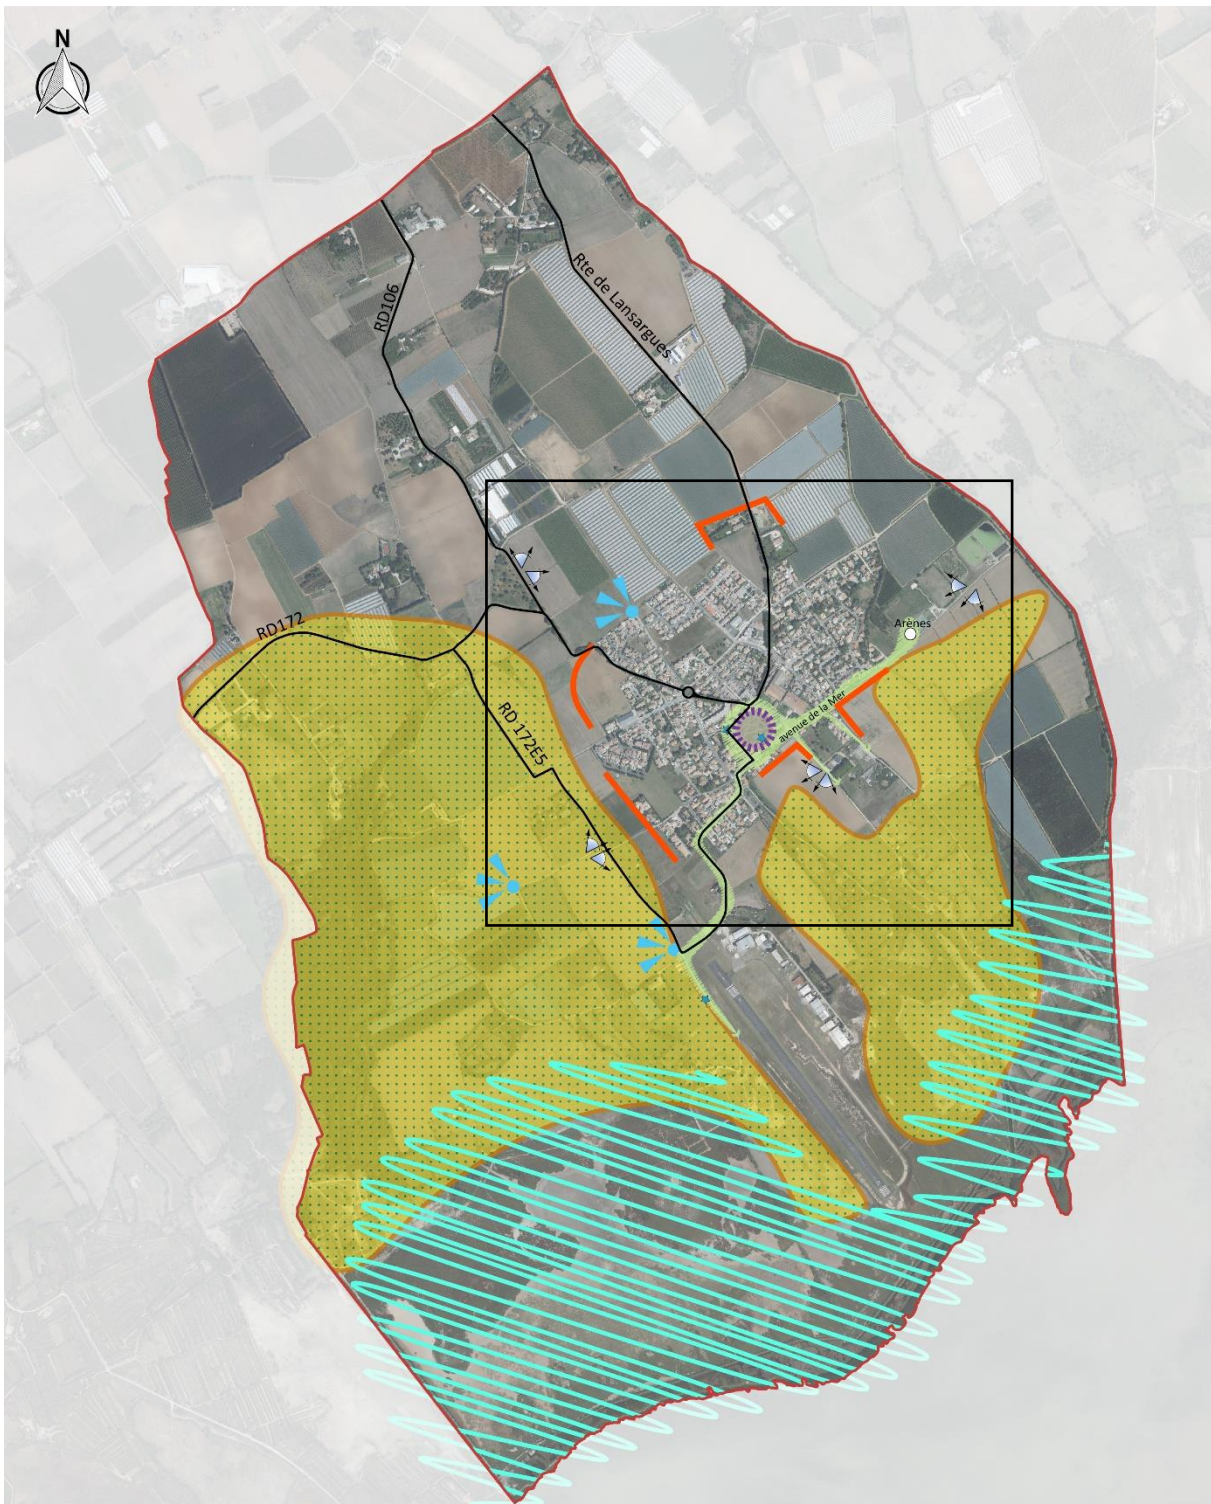 N
RD106
Rte de Lansargues
RD172
Arènes
RD 172E5
avenue de la Mer